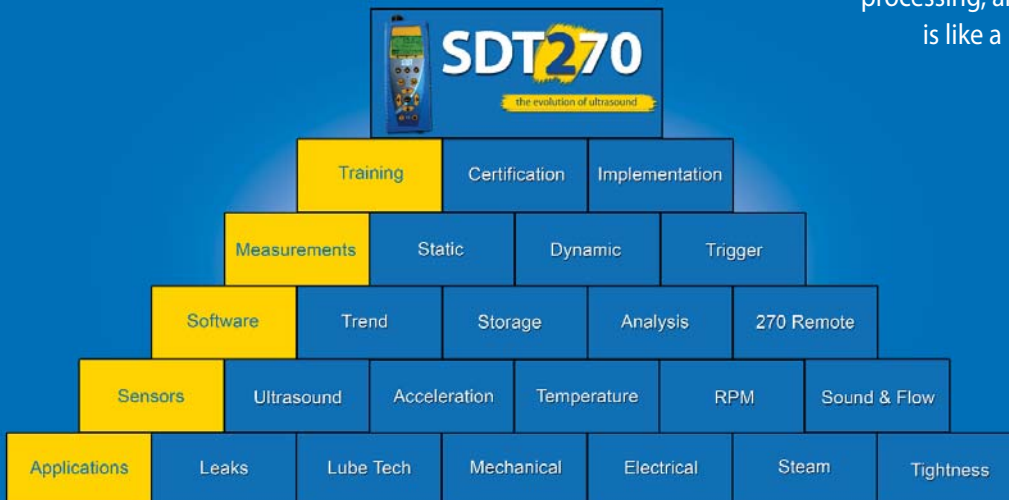 processing, a
is like a
SDT270
the evolution of ultrasound
Training Certification Implementation
Measurements Static Dynamic Trigger
Software Trend Storage Analysis 270 Remote
Sensors Ultrasound Acceleration Temperature RPM Sound & Flow
Applications Leaks Lube Tech Mechanical Electrical Steam Tightness